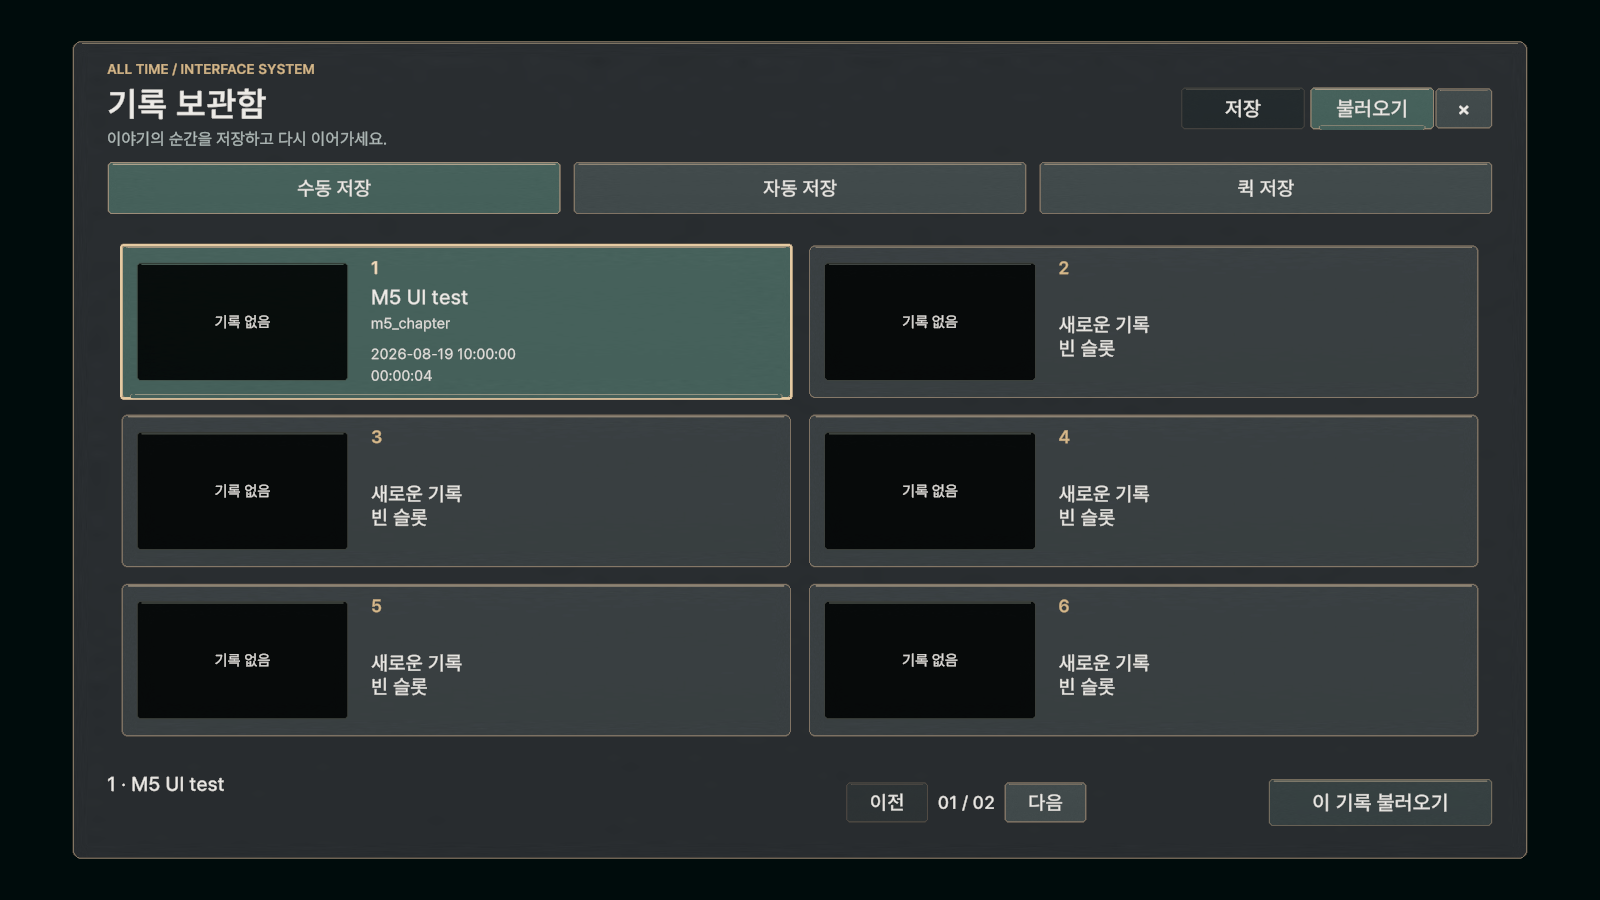 ALL TIME / INTERFACE SYSTEM
기록 보관함
이야기의 순간을 저장하고 다시 이어가세요.
저장
불러오기
×
수동 저장
자동 저장
퀵 저장
기록 없음
1
M5 UI test
m5_chapter
2026-08-19 10:00:00
00:00:04
기록 없음
2
새로운 기록
빈 슬롯
기록 없음
3
새로운 기록
빈 슬롯
기록 없음
4
새로운 기록
빈 슬롯
기록 없음
5
새로운 기록
빈 슬롯
기록 없음
6
새로운 기록
빈 슬롯
1 · M5 UI test
이전
01 / 02
다음
이 기록 불러오기